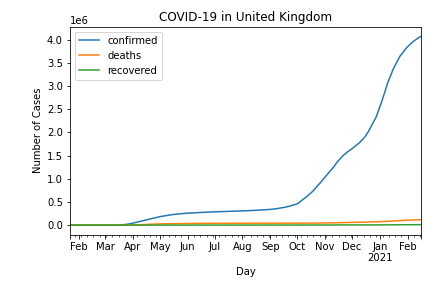 COVID-19 in United Kingdom
1e6
confirmed
deaths
recovered
4.0
3.5
3.0
2.5
2.0
1.5
1.0
0.5
0.0
Number of Cases
Feb Mar Apr May Jun Jul Aug Sep Oct Nov Dec Jan Feb
2021
Day